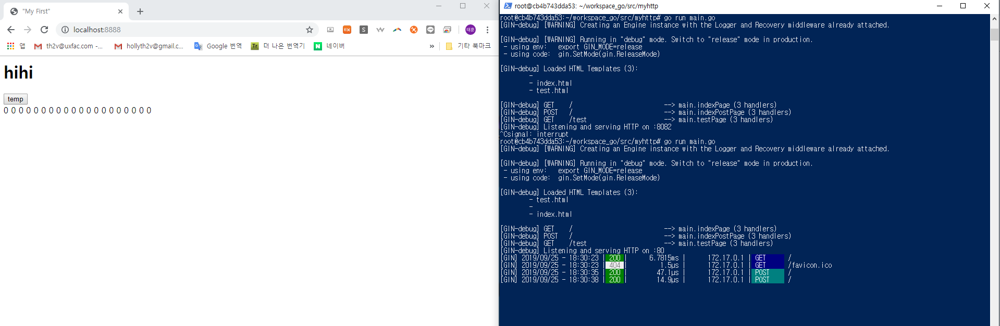 "My First"
localhost:8888
앱 th2v@uxfac.com -... hollyth2v@gmail.c... Google 번역 더 나은 번역기 네이버 » 기타 북마크
hihi
temp
0 0 0 0 0 0 0 0 0 0 0 0 0 0 0 0 0 0 0 0
root@cb4b743dda53: ~/workspace_go/src/myhttp
root@cb4b743dda53:~/workspace_go/src/myhttp# go run main.go
[GIN-debug] [WARNING] Creating an Engine instance with the Logger and Recovery middleware already attached.
[GIN-debug] [WARNING] Running in "debug" mode. Switch to "release" mode in production.
- using env: export GIN_MODE=release
- using code: gin.SetMode(gin.ReleaseMode)
[GIN-debug] Loaded HTML Templates (3):
-
- index.html
- test.html
[GIN-debug] GET / --> main.indexPage (3 handlers)
[GIN-debug] POST / --> main.indexPostPage (3 handlers)
[GIN-debug] GET /test --> main.testPage (3 handlers)
[GIN-debug] Listening and serving HTTP on :8082
^Csignal: interrupt
root@cb4b743dda53:~/workspace_go/src/myhttp# go run main.go
[GIN-debug] [WARNING] Creating an Engine instance with the Logger and Recovery middleware already attached.
[GIN-debug] [WARNING] Running in "debug" mode. Switch to "release" mode in production.
- using env: export GIN_MODE=release
- using code: gin.SetMode(gin.ReleaseMode)
[GIN-debug] Loaded HTML Templates (3):
- test.html
-
- index.html
[GIN-debug] GET / --> main.indexPage (3 handlers)
[GIN-debug] POST / --> main.indexPostPage (3 handlers)
[GIN-debug] GET /test --> main.testPage (3 handlers)
[GIN-debug] Listening and serving HTTP on :80
[GIN] 2019/09/25 - 18:30:23 | 200 | 6.7815ms | 172.17.0.1 | GET /
[GIN] 2019/09/25 - 18:30:23 | 404 | 1.5µs | 172.17.0.1 | GET /favicon.ico
[GIN] 2019/09/25 - 18:30:35 | 200 | 47.1µs | 172.17.0.1 | POST /
[GIN] 2019/09/25 - 18:30:38 | 200 | 14.9µs | 172.17.0.1 | POST /